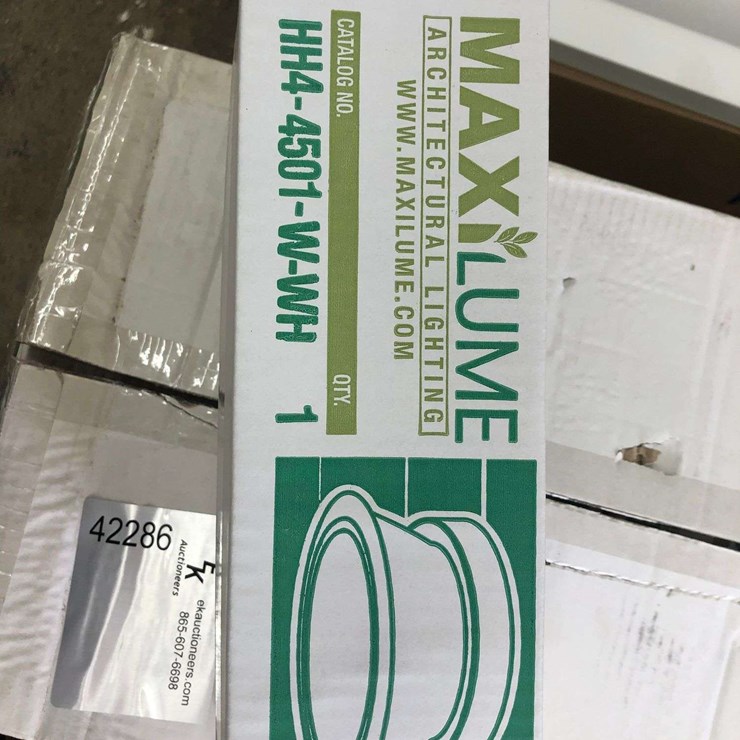 MAXILUME
ARCHITECTURAL LIGHTING
WWW.MAXILUME.COM
CATALOG NO.
QTY.
HH4-4501-W-WH
1
42286
EK
Auctioneers
ekauctioneers.com
865-607-6698